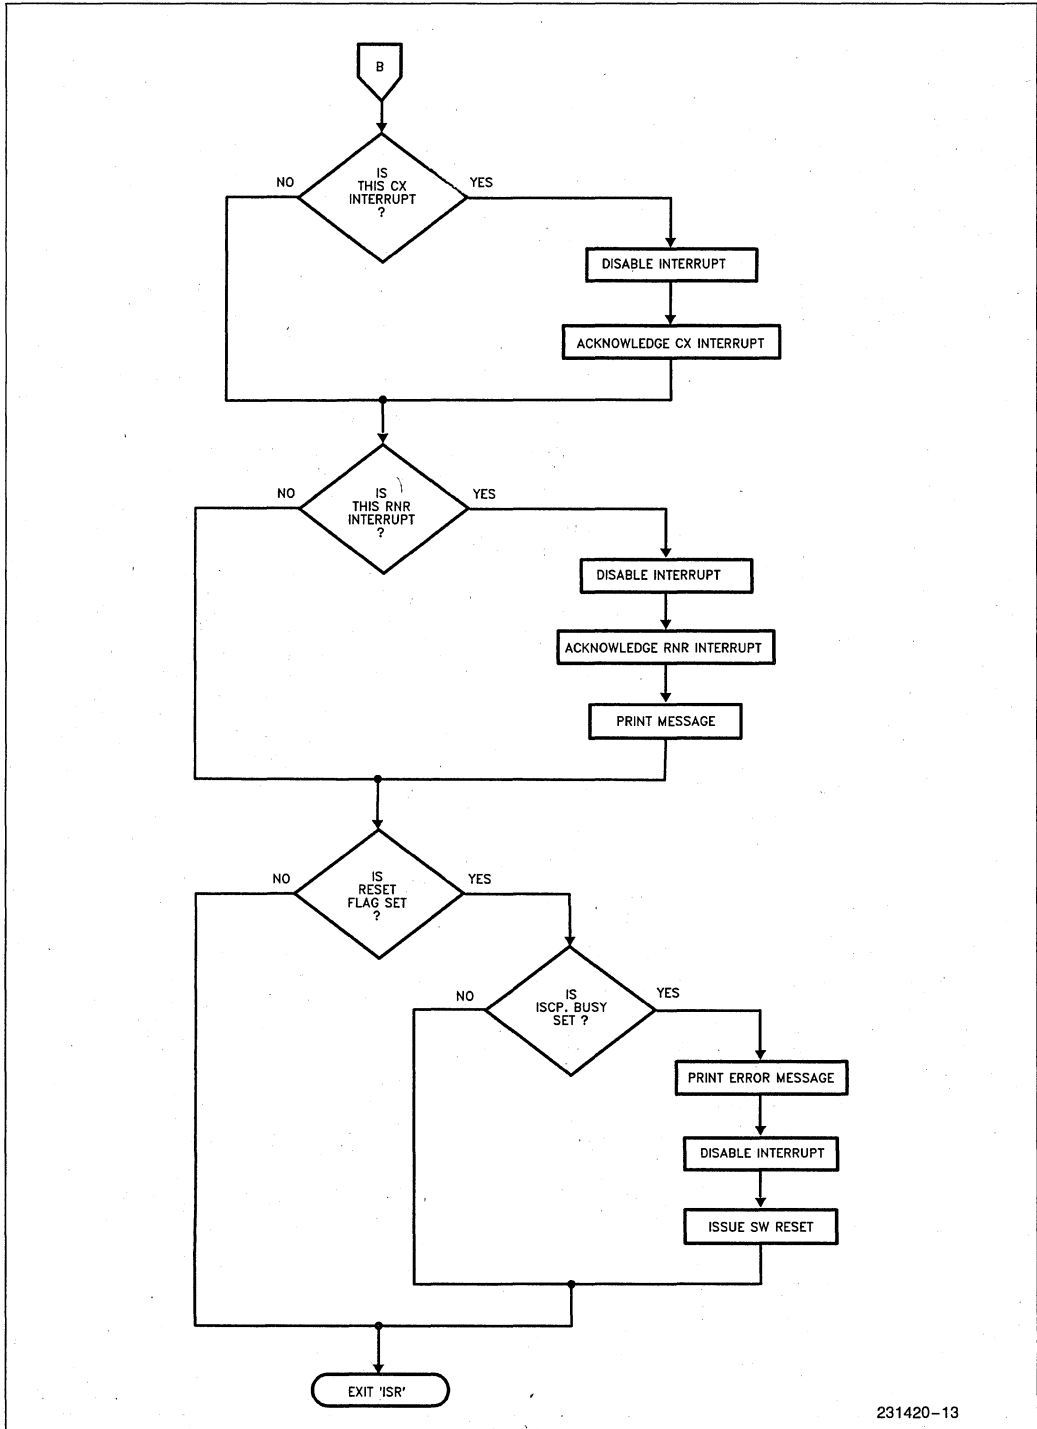 B
IS
THIS CX
INTERRUPT
?
NO
YES
DISABLE INTERRUPT
ACKNOWLEDGE CX INTERRUPT
IS
THIS RNR
INTERRUPT
?
NO
YES
DISABLE INTERRUPT
ACKNOWLEDGE RNR INTERRUPT
PRINT MESSAGE
IS
RESET
FLAG SET
?
NO
YES
IS
ISCP. BUSY
SET ?
NO
YES
PRINT ERROR MESSAGE
DISABLE INTERRUPT
ISSUE SW RESET
EXIT 'ISR'
231420-13